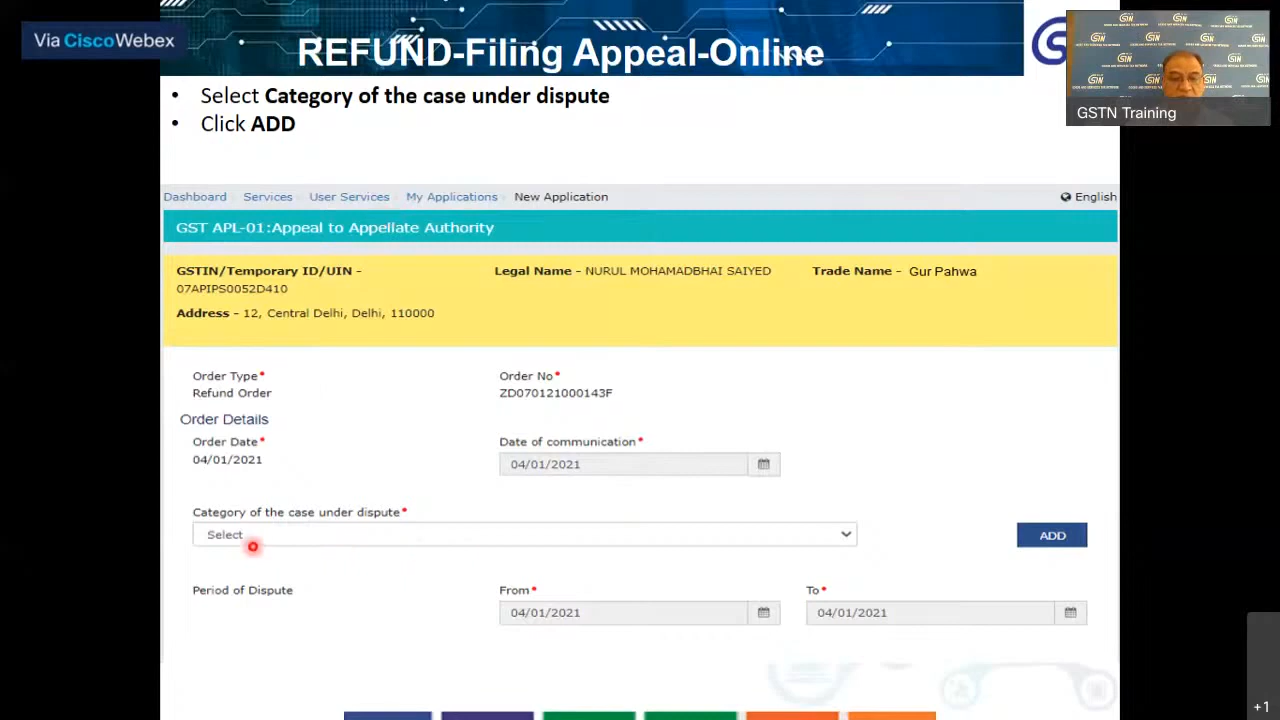 Via CiscoWebex
REFUND-Filing Appeal-Online
GSTN Training
• Select Category of the case under dispute
• Click ADD
Dashboard Services User Services My Applications New Application English
GST APL-01:Appeal to Appellate Authority
GSTIN/Temporary ID/UIN - Legal Name - NURUL MOHAMADBHAI SAIYED Trade Name - Gur Pahwa
07APIPS0052D410
Address - 12, Central Delhi, Delhi, 110000
Order Type* Order No*
Refund Order ZD070121000143F
Order Details
Order Date* Date of communication*
04/01/2021 04/01/2021
Category of the case under dispute*
Select ADD
Period of Dispute From* To*
04/01/2021 04/01/2021
+1